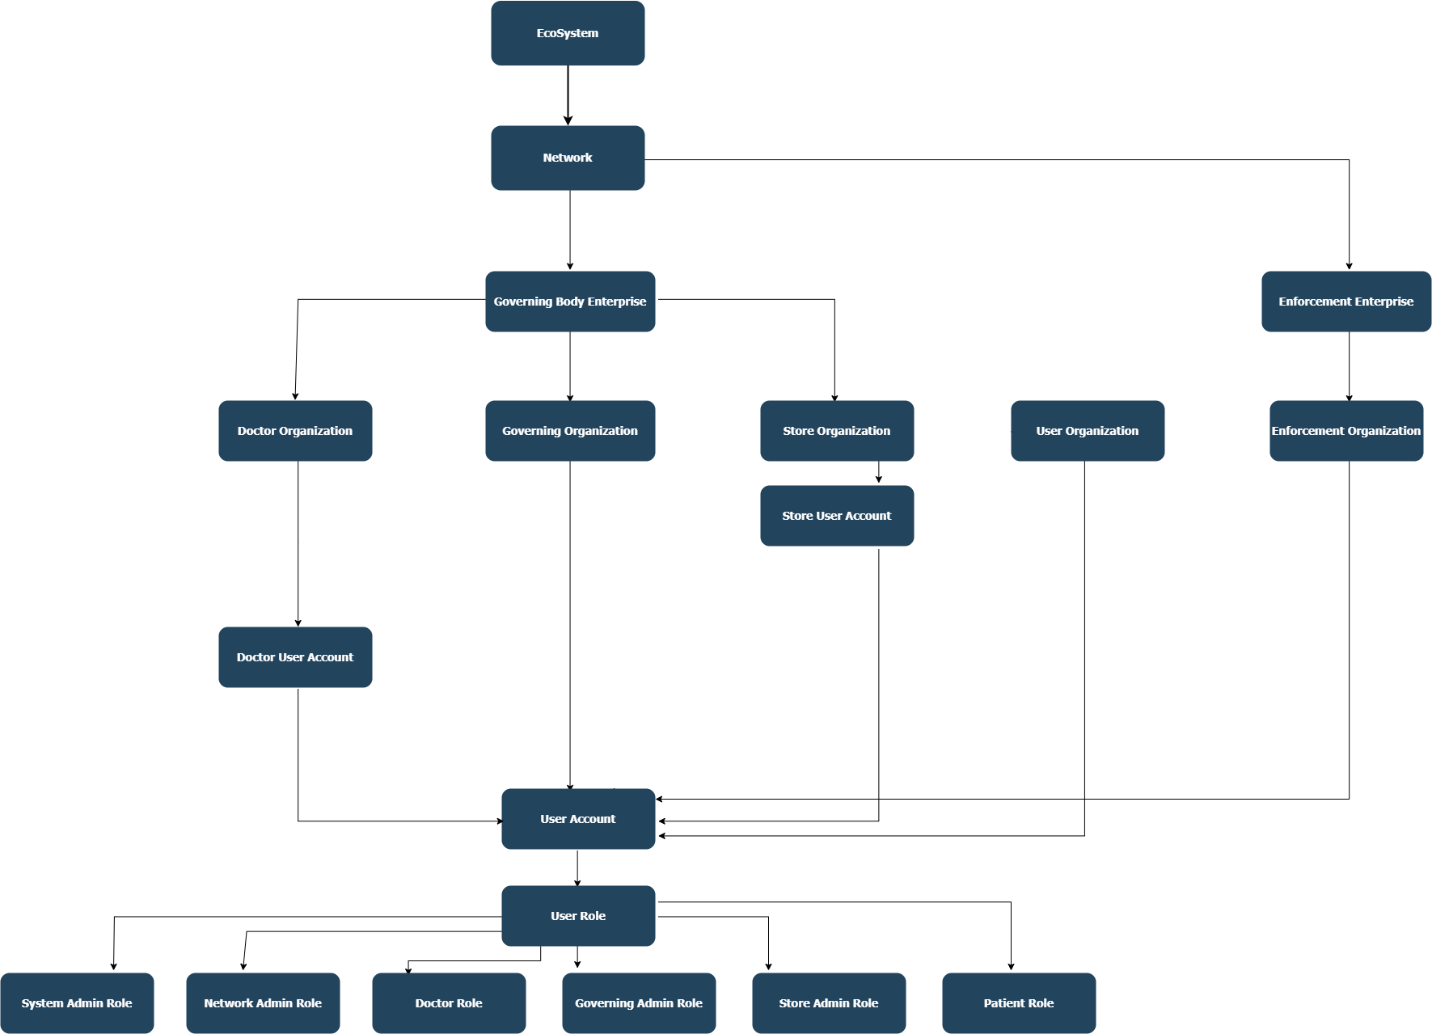 EcoSystem
Network
Governing Body Enterprise
Enforcement Enterprise
Doctor Organization
Governing Organization
Store Organization
User Organization
Enforcement Organization
Store User Account
Doctor User Account
User Account
User Role
System Admin Role
Network Admin Role
Doctor Role
Governing Admin Role
Store Admin Role
Patient Role